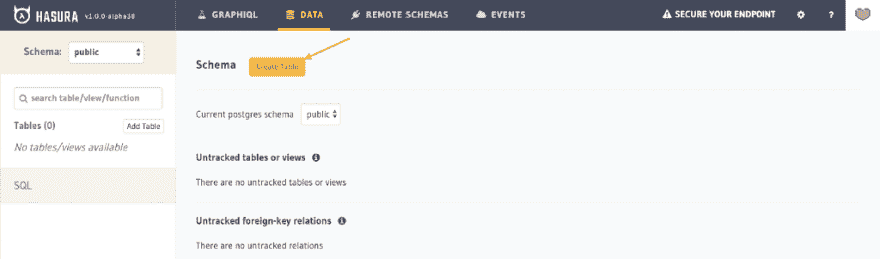 HASURA v1.0.0-alpha38 GRAPHIQL DATA REMOTE SCHEMAS EVENTS SECURE YOUR ENDPOINT ?
Schema: public
search table/view/function
Tables (0) Add Table
No tables/views available
SQL
Schema Create Table
Current postgres schema public
Untracked tables or views
There are no untracked tables or views
Untracked foreign-key relations
There are no untracked relations